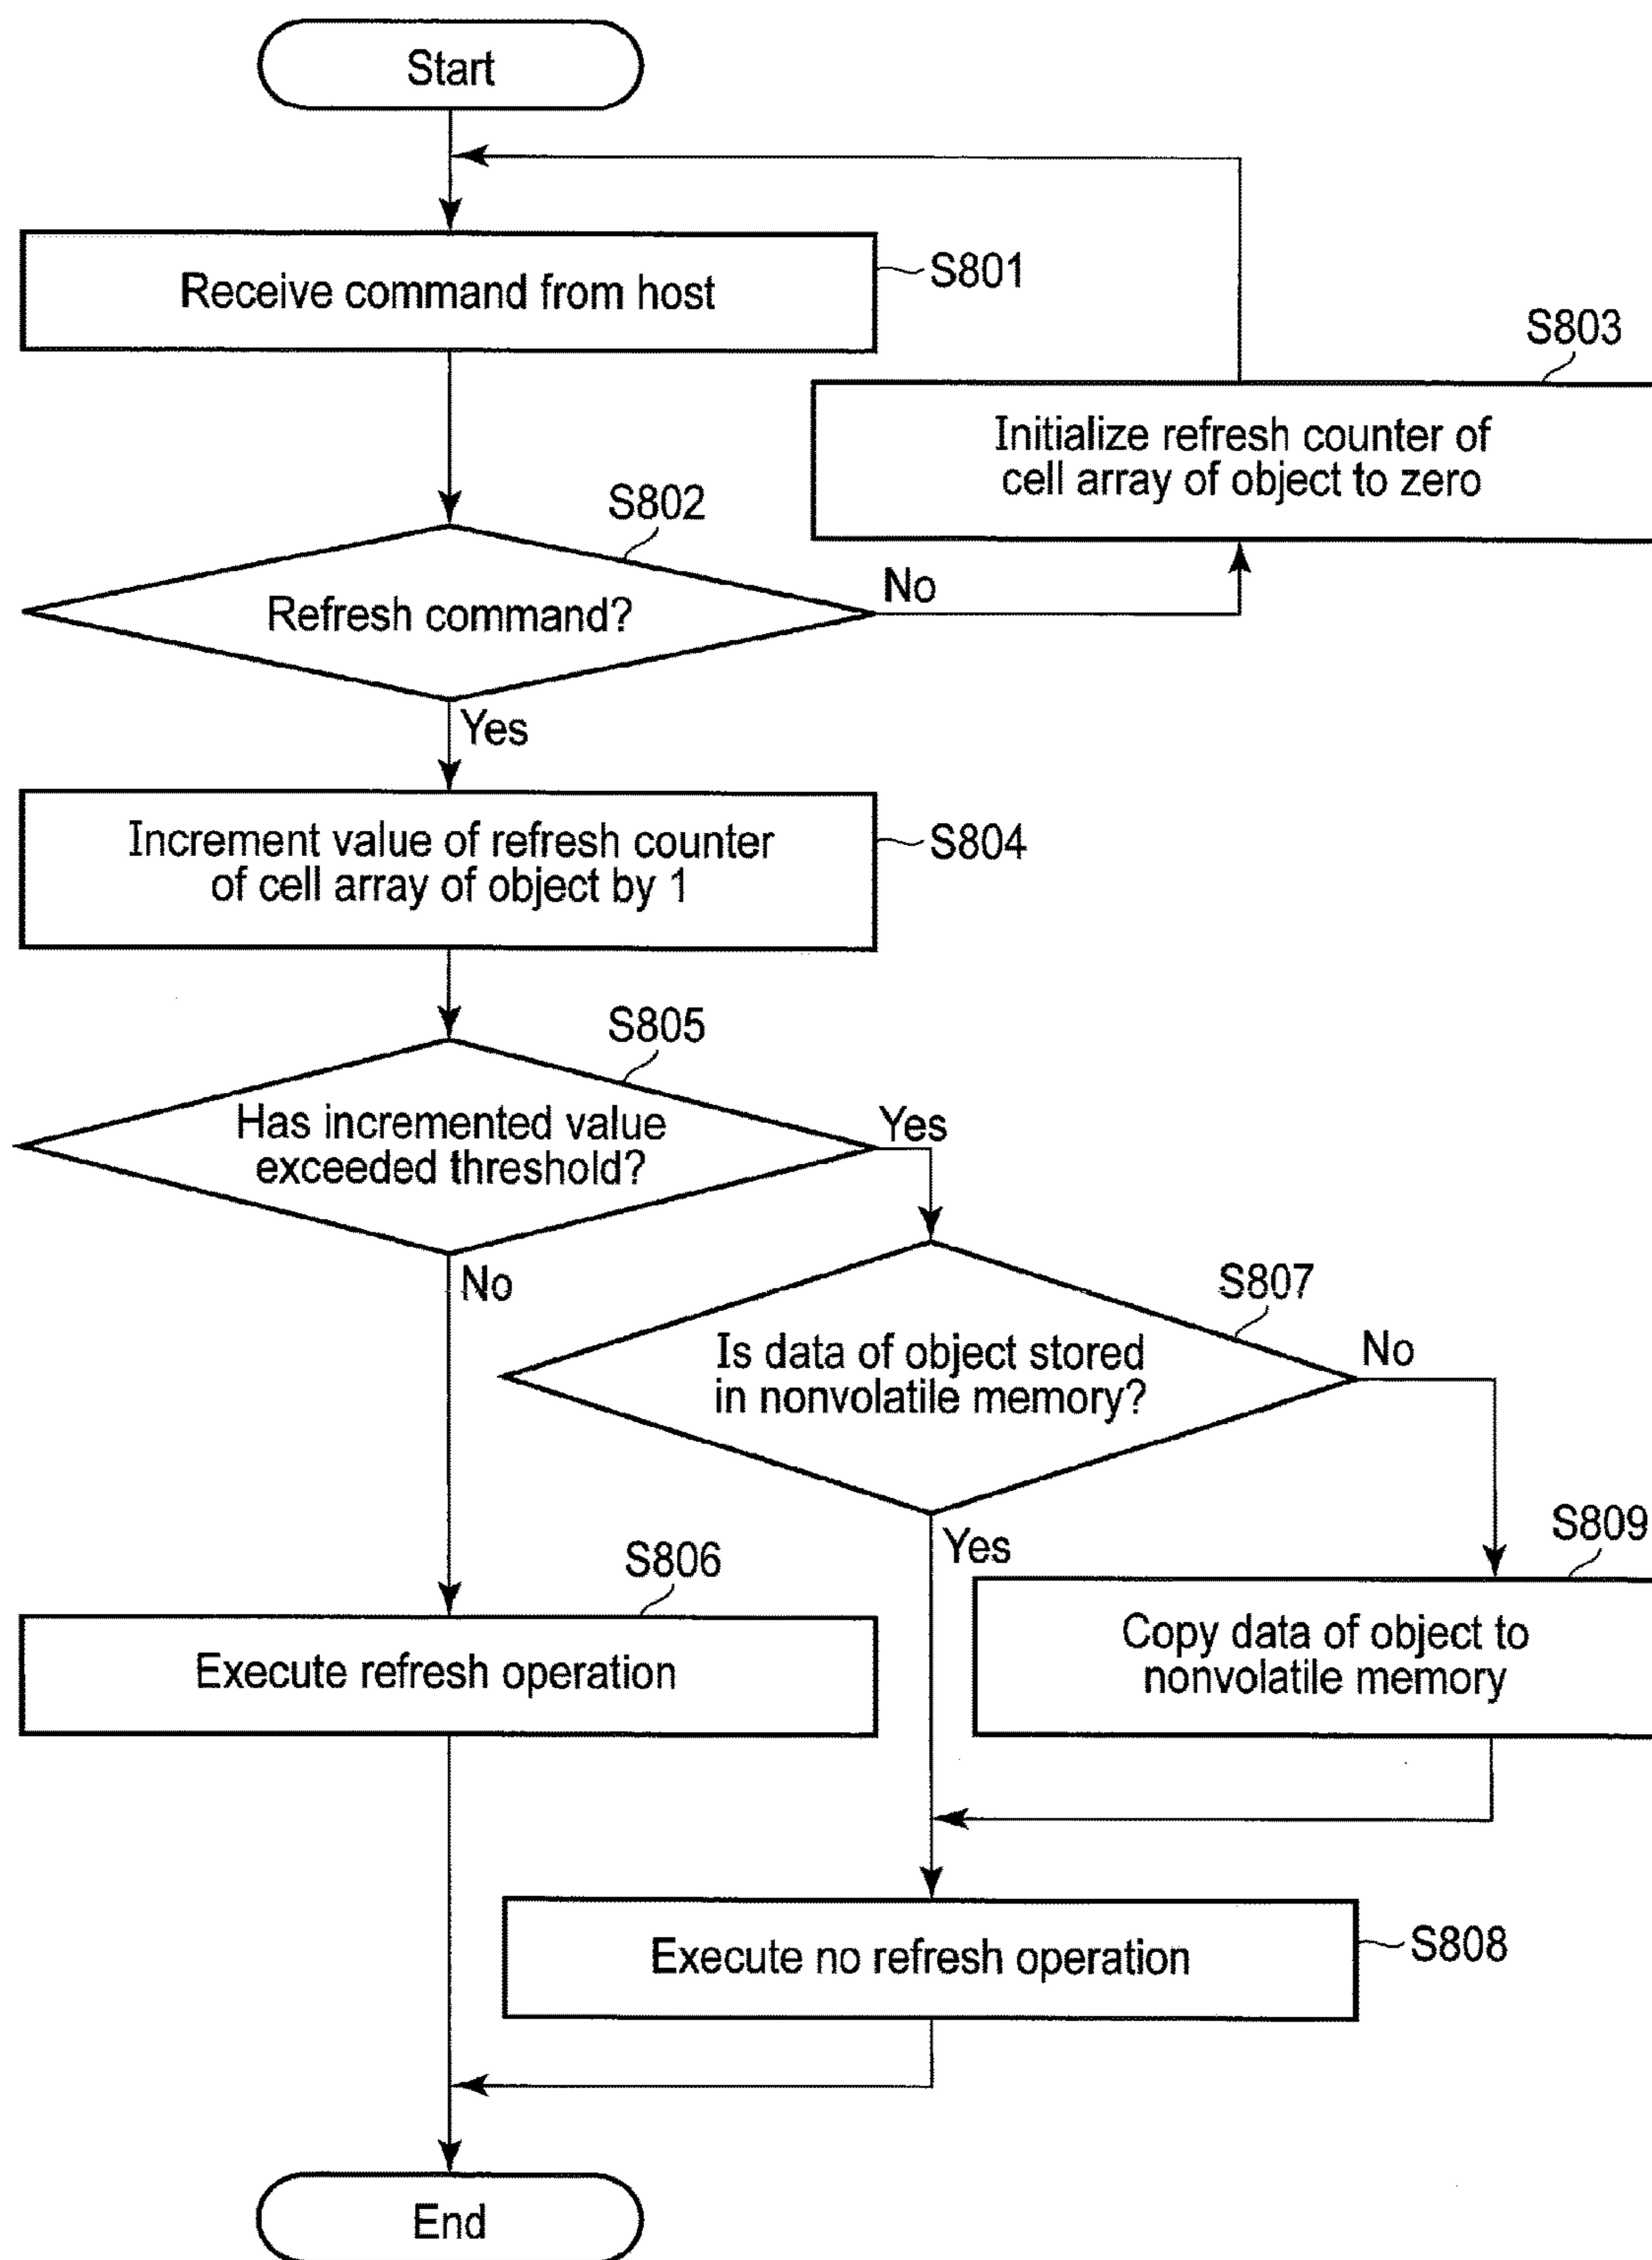 Start
Receive command from host
S801
S803
Initialize refresh counter of
cell array of object to zero
S802
Refresh command?
No
Yes
Increment value of refresh counter
of cell array of object by 1
S804
S805
Has incremented value
exceeded threshold?
Yes
No
S807
Is data of object stored
in nonvolatile memory?
No
Yes
S806
Execute refresh operation
S809
Copy data of object to
nonvolatile memory
Execute no refresh operation
S808
End